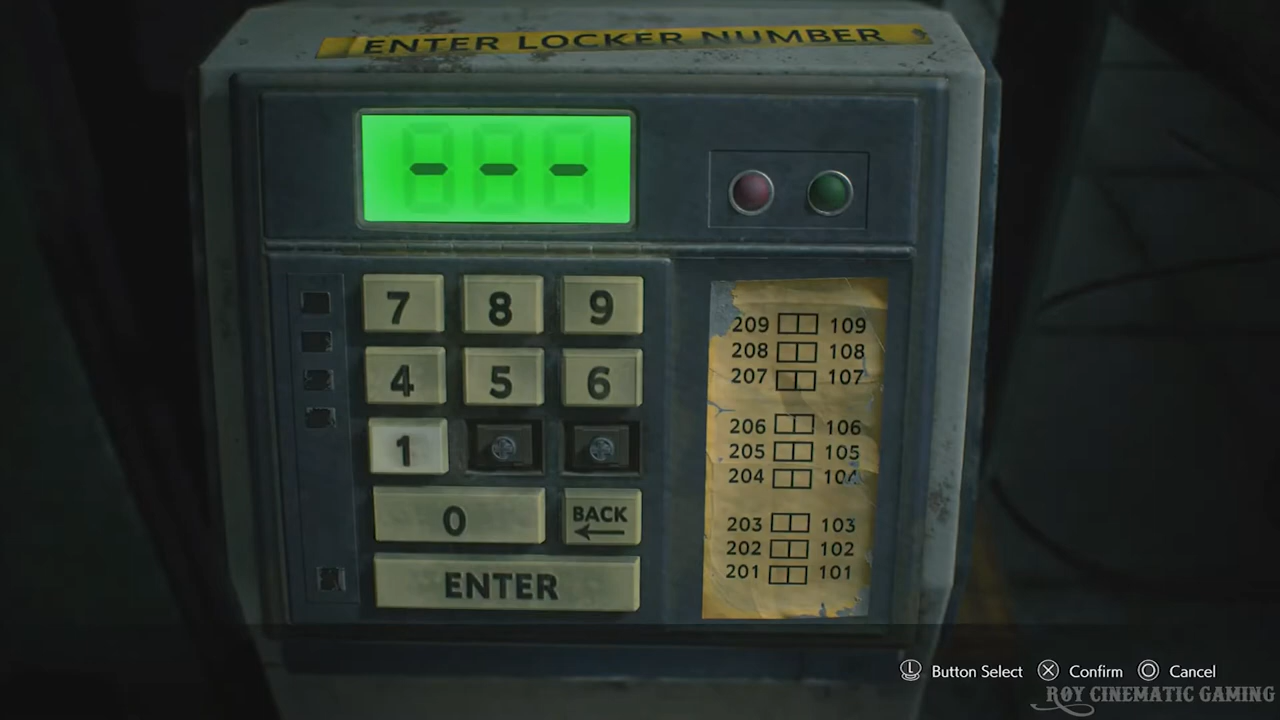 ENTER LOCKER NUMBER
---
7 8 9
4 5 6
1
0 BACK
ENTER
209 109
208 108
207 107
206 106
205 105
204 104
203 103
202 102
201 101
L Button Select X Confirm O Cancel
ROY CINEMATIC GAMING